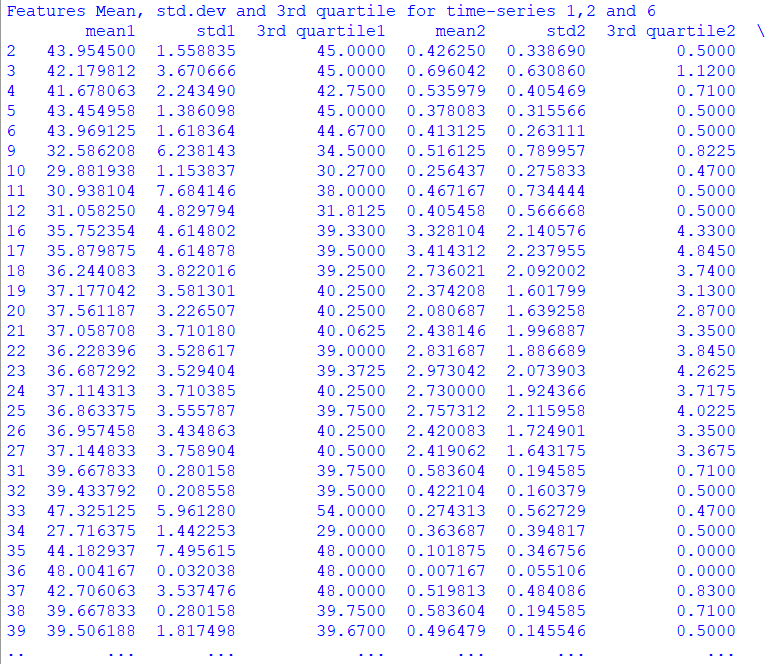 Features Mean, std.dev and 3rd quartile for time-series 1,2 and 6
mean1 std1 3rd quartile1 mean2 std2 3rd quartile2 \
2 43.954500 1.558835 45.0000 0.426250 0.338690 0.5000
3 42.179812 3.670666 45.0000 0.696042 0.630860 1.1200
4 41.678063 2.243490 42.7500 0.535979 0.405469 0.7100
5 43.454958 1.386098 45.0000 0.378083 0.315566 0.5000
6 43.969125 1.618364 44.6700 0.413125 0.263111 0.5000
9 32.586208 6.238143 34.5000 0.516125 0.789957 0.8225
10 29.881938 1.153837 30.2700 0.256437 0.275833 0.4700
11 30.938104 7.684146 38.0000 0.467167 0.734444 0.5000
12 31.058250 4.829794 31.8125 0.405458 0.566668 0.5000
16 35.752354 4.614802 39.3300 3.328104 2.140576 4.3300
17 35.879875 4.614878 39.5000 3.414312 2.237955 4.8450
18 36.244083 3.822016 39.2500 2.736021 2.092002 3.7400
19 37.177042 3.581301 40.2500 2.374208 1.601799 3.1300
20 37.561187 3.226507 40.2500 2.080687 1.639258 2.8700
21 37.058708 3.710180 40.0625 2.438146 1.996887 3.3500
22 36.228396 3.528617 39.0000 2.831687 1.886689 3.8450
23 36.687292 3.529404 39.3725 2.973042 2.073903 4.2625
24 37.114313 3.710385 40.2500 2.730000 1.924366 3.7175
25 36.863375 3.555787 39.7500 2.757312 2.115958 4.0225
26 36.957458 3.434863 40.2500 2.420083 1.724901 3.3500
27 37.144833 3.758904 40.5000 2.419062 1.643175 3.3675
31 39.667833 0.280158 39.7500 0.583604 0.194585 0.7100
32 39.433792 0.208558 39.5000 0.422104 0.160379 0.5000
33 47.325125 5.961280 54.0000 0.274313 0.562729 0.4700
34 27.716375 1.442253 29.0000 0.363687 0.394817 0.5000
35 44.182937 7.495615 48.0000 0.101875 0.346756 0.0000
36 48.004167 0.032038 48.0000 0.007167 0.055106 0.0000
37 42.706063 3.537476 48.0000 0.519813 0.484086 0.8300
38 39.667833 0.280158 39.7500 0.583604 0.194585 0.7100
39 39.506188 1.817498 39.6700 0.496479 0.145546 0.5000
.. ... ... ... ... ... ...